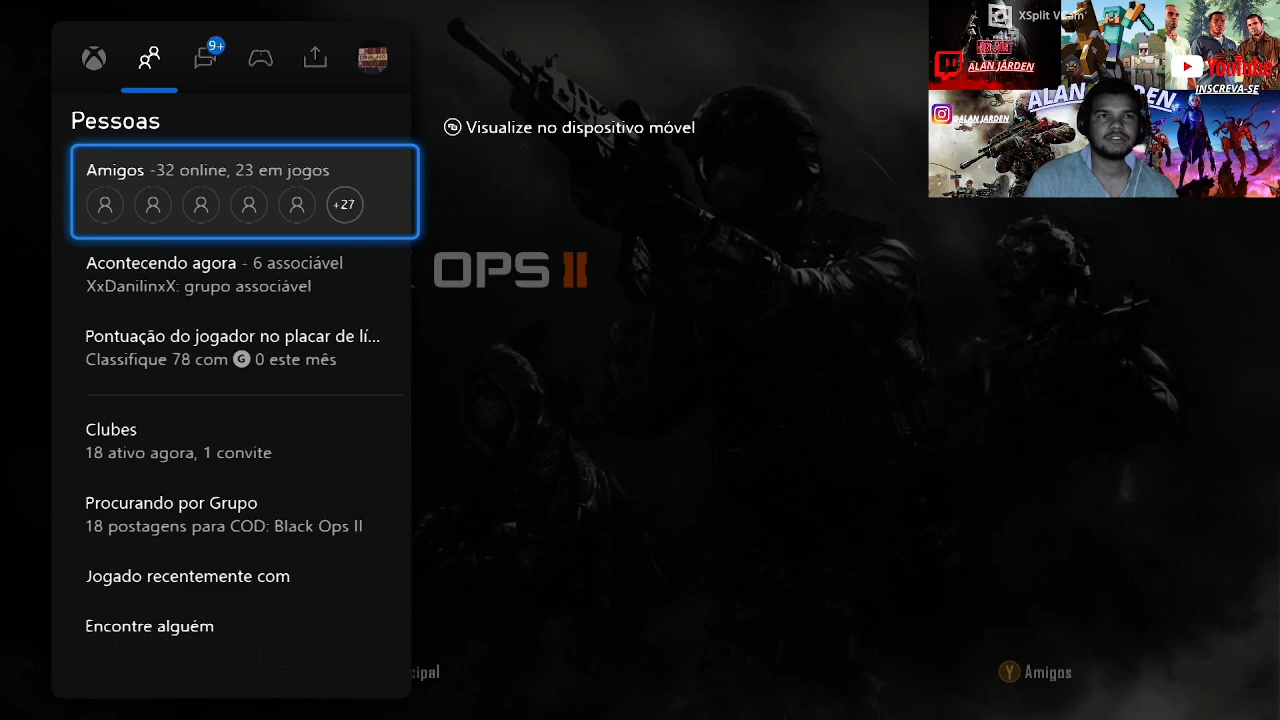 9+
Pessoas
Amigos -32 online, 23 em jogos
+27
Acontecendo agora - 6 associável
XxDanilinxX: grupo associável
Pontuação do jogador no placar de lí...
Classifique 78 com G 0 este mês
Clubes
18 ativo agora, 1 convite
Procurando por Grupo
18 postagens para COD: Black Ops II
Jogado recentemente com
Encontre alguém
Visualize no dispositivo móvel
OPS II
cipal
Y Amigos
XSplit VCam
ALAN JARDEN
YouTube
INSCREVA-SE
ALAN JARDEN
@ALAN JARDEN